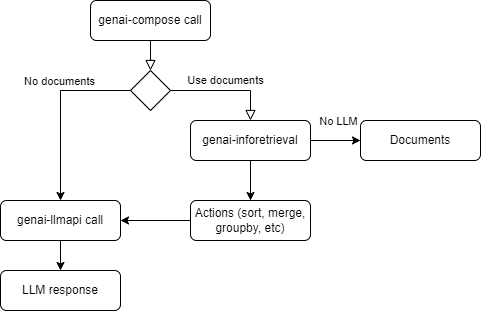 genai-compose call
No documents
Use documents
genai-inforetrieval
No LLM
Documents
genai-llmapi call
Actions (sort, merge,
groupby, etc)
LLM response